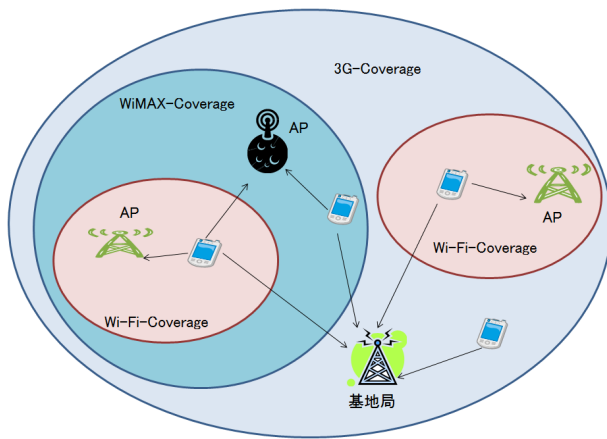 3G-Coverage
WiMAX-Coverage
AP
AP
Wi-Fi-Coverage
AP
Wi-Fi-Coverage
基地局